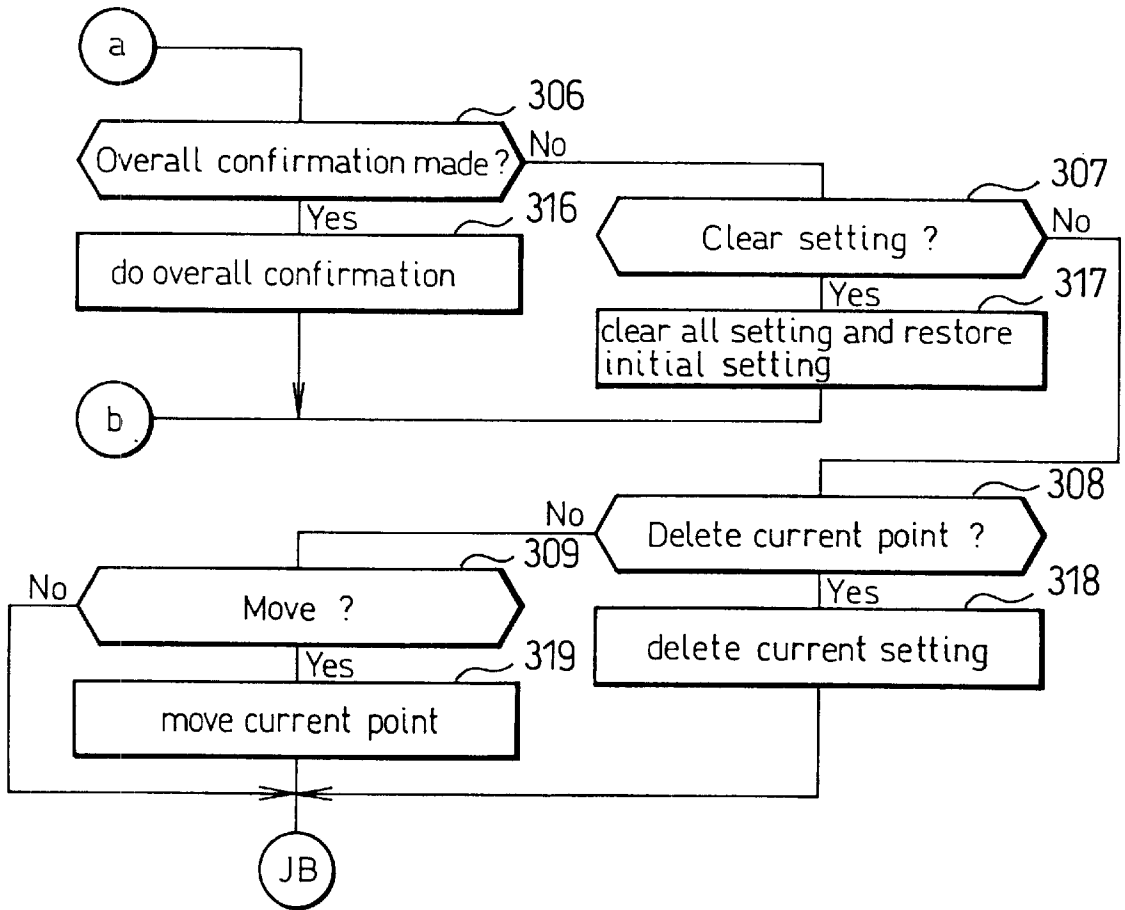 a
306
Overall confirmation made ?
No
307
Yes
316
Clear setting ?
No
do overall confirmation
Yes
317
clear all setting and restore
initial setting
b
308
No
Delete current point ?
309
No
Move ?
Yes
318
Yes
319
delete current setting
move current point
JB